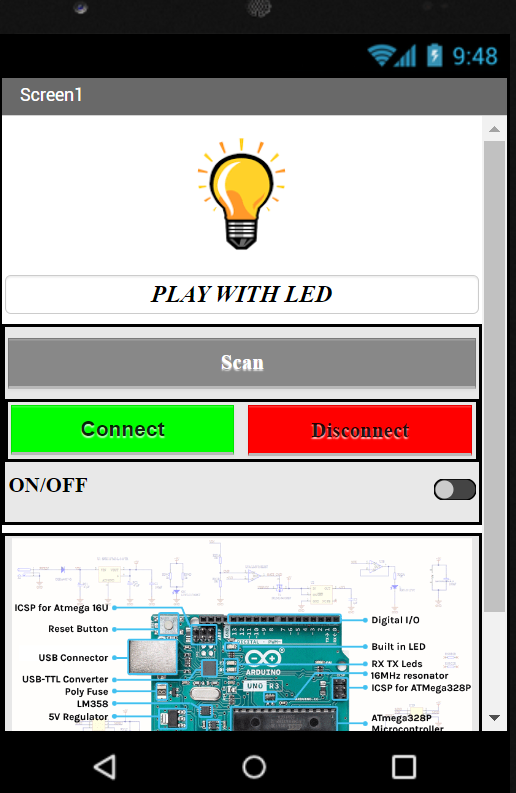 9:48
Screen1
PLAY WITH LED
Scan
Connect
Disconnect
ON/OFF
ICSP for Atmega 16U
Reset Button
USB Connector
USB-TTL Converter
Poly Fuse
LM358
5V Regulator
Digital I/O
Built in LED
RX TX Leds
16MHz resonator
ICSP for ATMega328P
ATmega328P
Microcontroller
ARDUINO
UNO R3